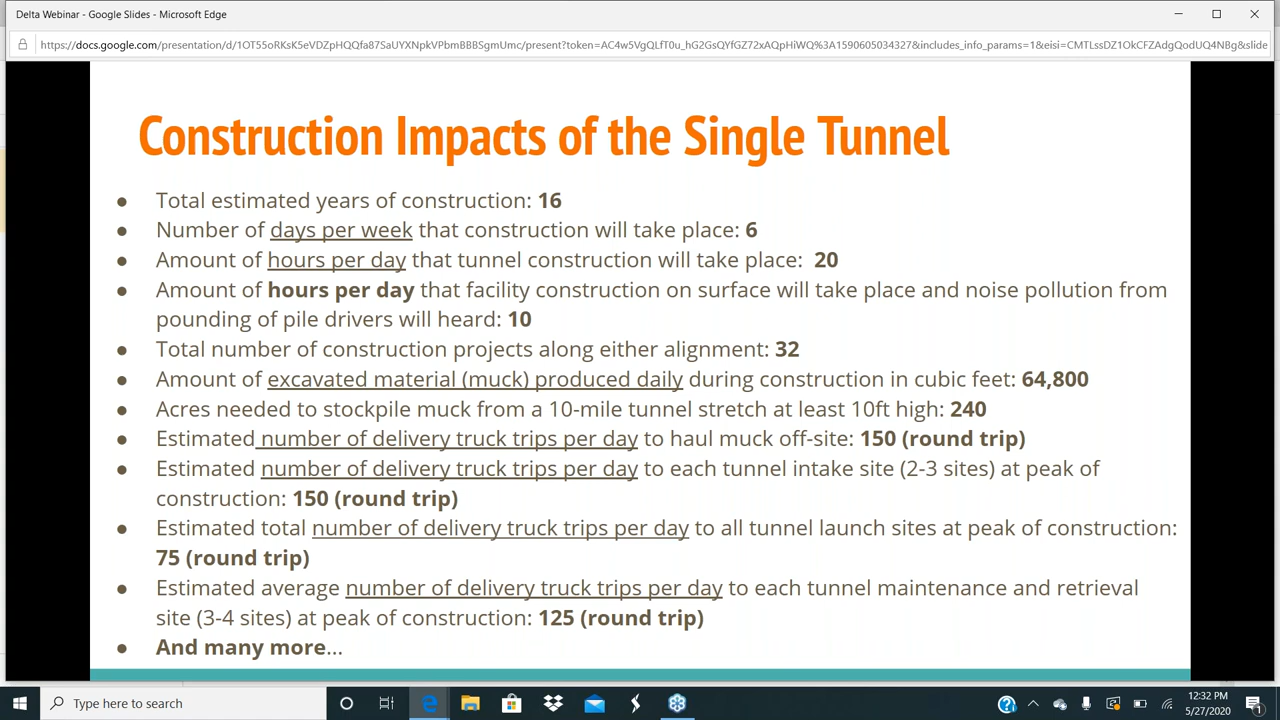 Delta Webinar - Google Slides - Microsoft Edge
https://docs.google.com/presentation/d/1OT55oRKsK5eVDZpHQQfa87SaUYXNpkVPbmBBBSgmUmc/present?token=AC4w5VgQLfT0u_hG2GsQYfGZ72xAQpHiWQ%3A1590605034327&includes_info_params=1&eisi=CMTLssDZ1OkCFZAdgQodUQ4NBg&slide
Construction Impacts of the Single Tunnel
● Total estimated years of construction: 16
● Number of days per week that construction will take place: 6
● Amount of hours per day that tunnel construction will take place: 20
● Amount of hours per day that facility construction on surface will take place and noise pollution from
pounding of pile drivers will heard: 10
● Total number of construction projects along either alignment: 32
● Amount of excavated material (muck) produced daily during construction in cubic feet: 64,800
● Acres needed to stockpile muck from a 10-mile tunnel stretch at least 10ft high: 240
● Estimated number of delivery truck trips per day to haul muck off-site: 150 (round trip)
● Estimated number of delivery truck trips per day to each tunnel intake site (2-3 sites) at peak of
construction: 150 (round trip)
● Estimated total number of delivery truck trips per day to all tunnel launch sites at peak of construction:
75 (round trip)
● Estimated average number of delivery truck trips per day to each tunnel maintenance and retrieval
site (3-4 sites) at peak of construction: 125 (round trip)
● And many more...
Type here to search
12:32 PM
5/27/2020